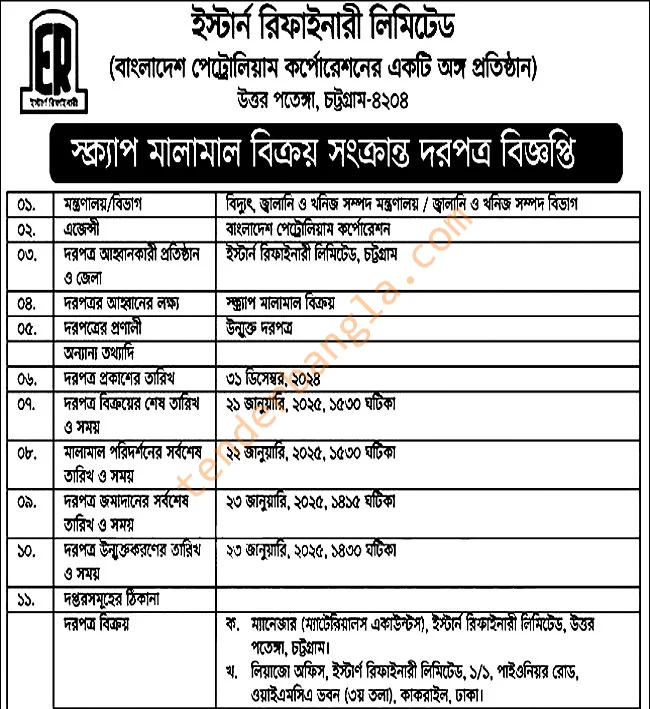 ইস্টার্ন রিফাইনারী লিমিটেড
(বাংলাদেশ পেট্রোলিয়াম কর্পোরেশনের একটি অঙ্গ প্রতিষ্ঠান)
উত্তর পতেঙ্গা, চট্টগ্রাম-৪২০৪
ER
ইস্টার্ন রিফাইনারী
স্ক্র্যাপ মালামাল বিক্রয় সংক্রান্ত দরপত্র বিজ্ঞপ্তি
০১. মন্ত্রণালয়/বিভাগ বিদ্যুৎ, জ্বালানি ও খনিজ সম্পদ মন্ত্রণালয় / জ্বালানি ও খনিজ সম্পদ বিভাগ
০২. এজেন্সী বাংলাদেশ পেট্রোলিয়াম কর্পোরেশন
০৩. দরপত্র আহ্বানকারী প্রতিষ্ঠান ইস্টার্ন রিফাইনারী লিমিটেড, চট্টগ্রাম
ও জেলা
০৪. দরপত্রর আহ্বানের লক্ষ্য স্ক্র্যাপ মালামাল বিক্রয়
০৫. দরপত্রের প্রণালী উন্মুক্ত দরপত্র
অন্যান্য তথ্যাদি
০৬. দরপত্র প্রকাশের তারিখ ৩১ ডিসেম্বর, ২০২৪
০৭. দরপত্র বিক্রয়ের শেষ তারিখ ২১ জানুয়ারি, ২০২৫, ১৫৩০ ঘটিকা
ও সময়
০৮. মালামাল পরিদর্শনের সর্বশেষ ২২ জানুয়ারি, ২০২৫, ১৫৩০ ঘটিকা
তারিখ ও সময়
০৯. দরপত্র জমাদানের সর্বশেষ ২৩ জানুয়ারি, ২০২৫, ১৪১৫ ঘটিকা
তারিখ ও সময়
১০. দরপত্র উন্মুক্তকরণের তারিখ ২৩ জানুয়ারি, ২০২৫, ১৪৩০ ঘটিকা
ও সময়
১১. দপ্তরসমূহের ঠিকানা
দরপত্র বিক্রয় ক. ম্যানেজার (ম্যাটেরিয়ালস একাউন্টস), ইস্টার্ন রিফাইনারী লিমিটেড, উত্তর
পতেঙ্গা, চট্টগ্রাম।
খ. লিয়াজো অফিস, ইস্টার্ণ রিফাইনারী লিমিটেড, ১/১, পাইওনিয়র রোড,
ওয়াইএমসিএ ভবন (৩য় তলা), কাকরাইল, ঢাকা।
tenderbangla.com